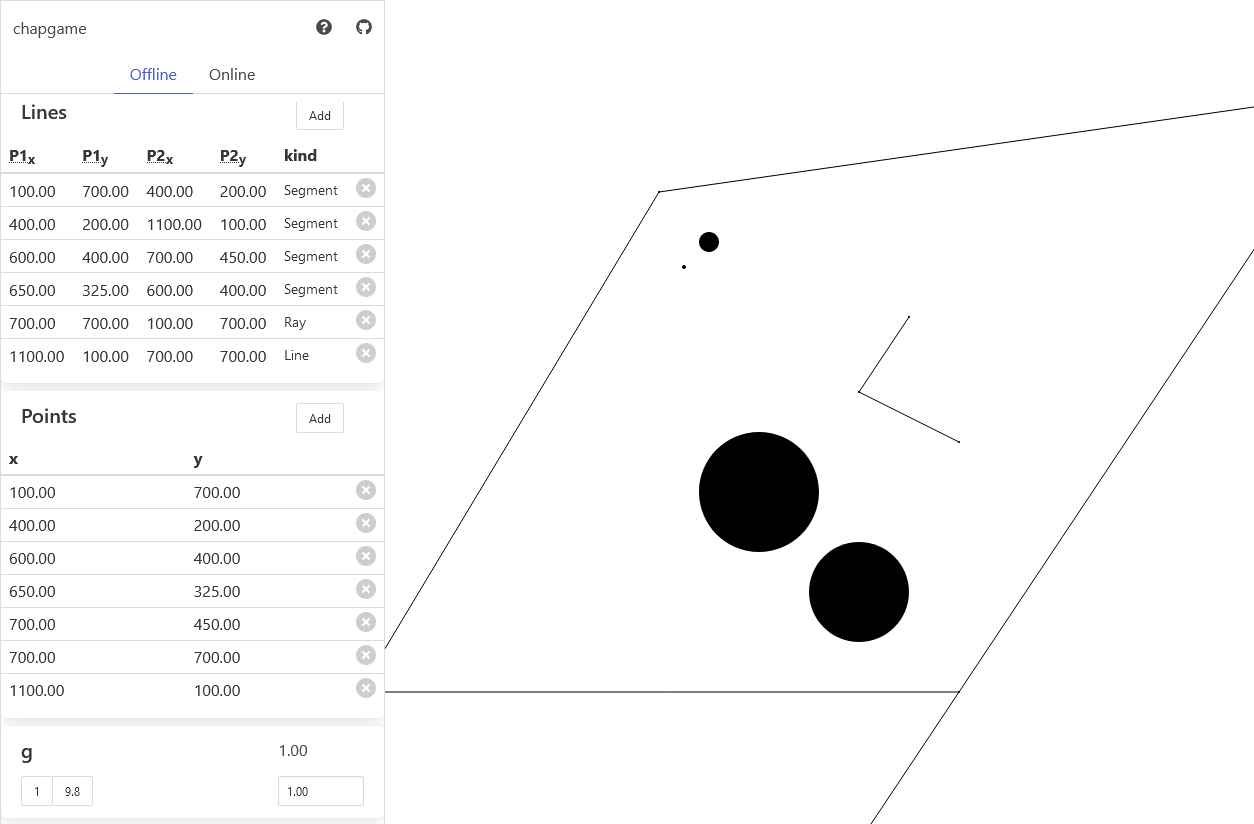 chapgame
Offline Online
Lines Add
P1x P1y P2x P2y kind
100.00 700.00 400.00 200.00 Segment
400.00 200.00 1100.00 100.00 Segment
600.00 400.00 700.00 450.00 Segment
650.00 325.00 600.00 400.00 Segment
700.00 700.00 100.00 700.00 Ray
1100.00 100.00 700.00 700.00 Line
Points Add
x y
100.00 700.00
400.00 200.00
600.00 400.00
650.00 325.00
700.00 450.00
700.00 700.00
1100.00 100.00
g 1.00
1 9.8 1.00